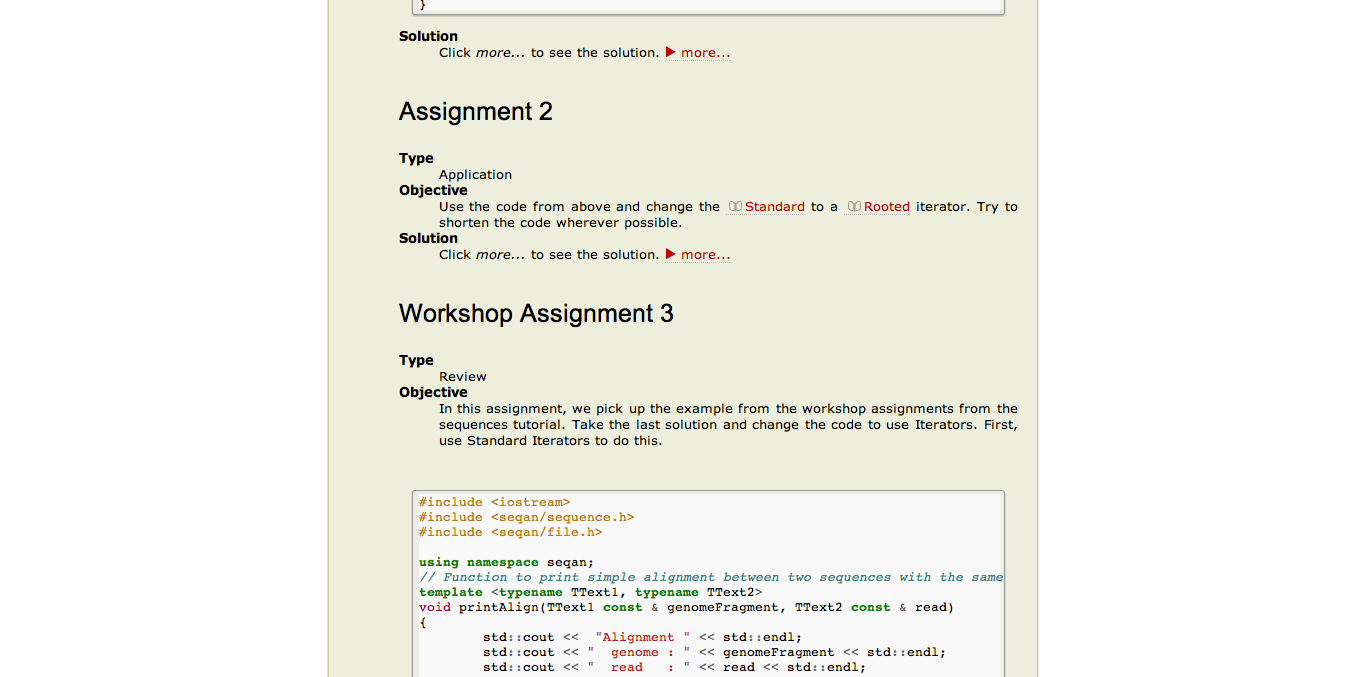 }
Solution
Click more... to see the solution. ▶ more...
Assignment 2
Type
Application
Objective
Use the code from above and change the Standard to a Rooted iterator. Try to
shorten the code wherever possible.
Solution
Click more... to see the solution. ▶ more...
Workshop Assignment 3
Type
Review
Objective
In this assignment, we pick up the example from the workshop assignments from the
sequences tutorial. Take the last solution and change the code to use Iterators. First,
use Standard Iterators to do this.
#include <iostream>
#include <seqan/sequence.h>
#include <seqan/file.h>
using namespace seqan;
// Function to print simple alignment between two sequences with the same
template <typename TText1, typename TText2>
void printAlign(TText1 const & genomeFragment, TText2 const & read)
{
std::cout <<  "Alignment " << std::endl;
std::cout << "  genome : " << genomeFragment << std::endl;
std::cout << "  read   : " << read << std::endl;